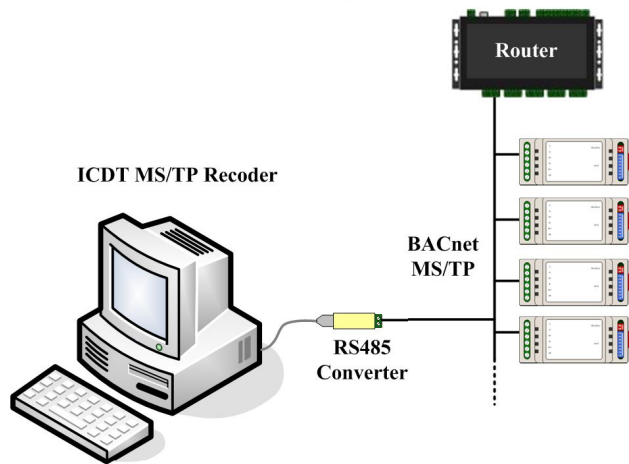 Router
ICDT MS/TP Recoder
BACnet
MS/TP
RS485
Converter